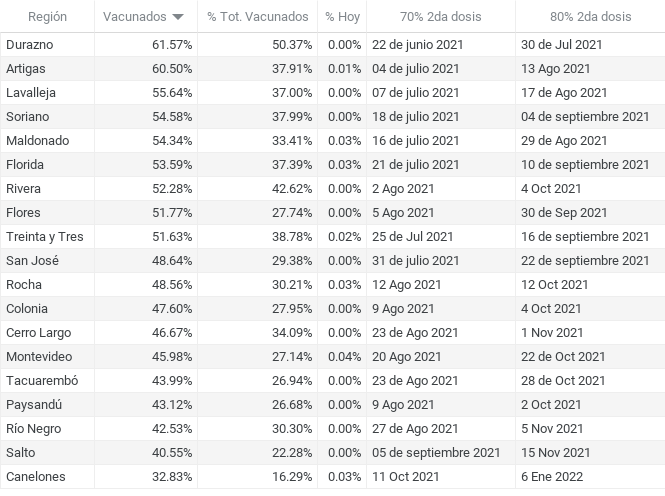 Región Vacunados % Tot. Vacunados % Hoy 70% 2da dosis 80% 2da dosis
Durazno 61.57% 50.37% 0.00% 22 de junio 2021 30 de Jul 2021
Artigas 60.50% 37.91% 0.01% 04 de julio 2021 13 Ago 2021
Lavalleja 55.64% 37.00% 0.00% 07 de julio 2021 17 de Ago 2021
Soriano 54.58% 37.99% 0.00% 18 de julio 2021 04 de septiembre 2021
Maldonado 54.34% 33.41% 0.03% 16 de julio 2021 29 de Ago 2021
Florida 53.59% 37.39% 0.03% 21 de julio 2021 10 de septiembre 2021
Rivera 52.28% 42.62% 0.00% 2 Ago 2021 4 Oct 2021
Flores 51.77% 27.74% 0.00% 5 Ago 2021 30 de Sep 2021
Treinta y Tres 51.63% 38.78% 0.02% 25 de Jul 2021 16 de septiembre 2021
San José 48.64% 29.38% 0.00% 31 de julio 2021 22 de septiembre 2021
Rocha 48.56% 30.21% 0.03% 12 Ago 2021 12 Oct 2021
Colonia 47.60% 27.95% 0.00% 9 Ago 2021 4 Oct 2021
Cerro Largo 46.67% 34.09% 0.00% 23 de Ago 2021 1 Nov 2021
Montevideo 45.98% 27.14% 0.04% 20 Ago 2021 22 de Oct 2021
Tacuarembó 43.99% 26.94% 0.00% 23 de Ago 2021 28 de Oct 2021
Paysandú 43.12% 26.68% 0.00% 9 Ago 2021 2 Oct 2021
Río Negro 42.53% 30.30% 0.00% 27 de Ago 2021 5 Nov 2021
Salto 40.55% 22.28% 0.00% 05 de septiembre 2021 15 Nov 2021
Canelones 32.83% 16.29% 0.03% 11 Oct 2021 6 Ene 2022